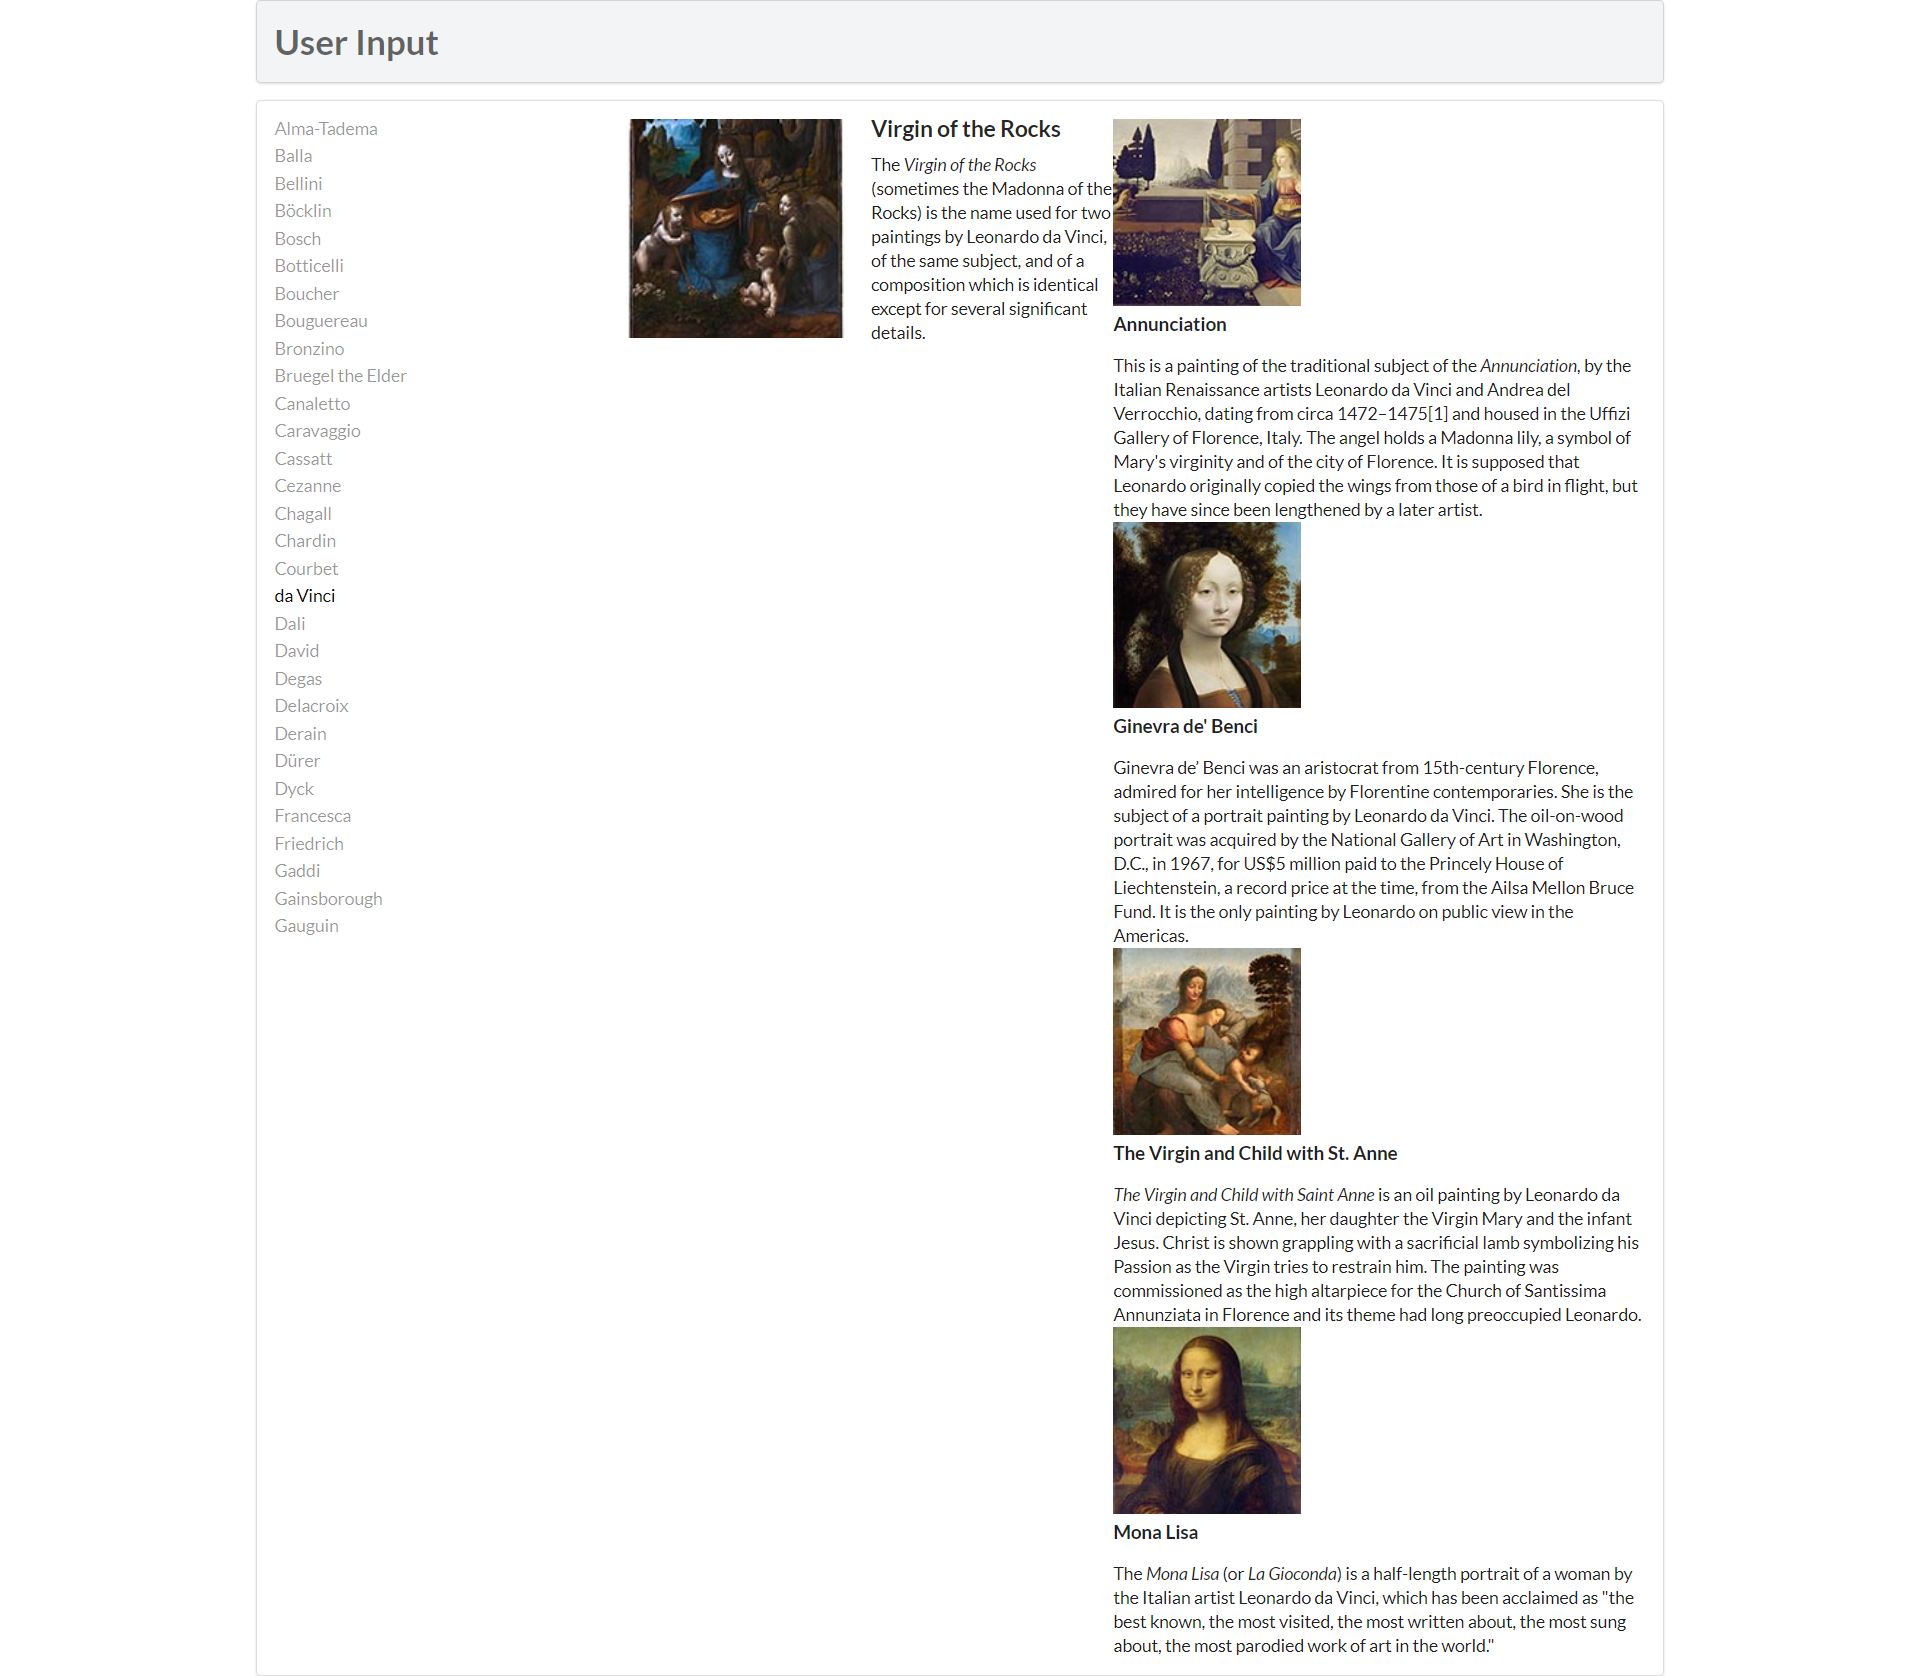 User Input
Alma-Tadema
Balla
Bellini
Böcklin
Bosch
Botticelli
Boucher
Bouguereau
Bronzino
Bruegel the Elder
Canaletto
Caravaggio
Cassatt
Cezanne
Chagall
Chardin
Courbet
da Vinci
Dali
David
Degas
Delacroix
Derain
Dürer
Dyck
Francesca
Friedrich
Gaddi
Gainsborough
Gauguin
Virgin of the Rocks
The Virgin of the Rocks
(sometimes the Madonna of the
Rocks) is the name used for two
paintings by Leonardo da Vinci,
of the same subject, and of a
composition which is identical
except for several significant
details.
Annunciation
This is a painting of the traditional subject of the Annunciation, by the
Italian Renaissance artists Leonardo da Vinci and Andrea del
Verrocchio, dating from circa 1472–1475[1] and housed in the Uffizi
Gallery of Florence, Italy. The angel holds a Madonna lily, a symbol of
Mary's virginity and of the city of Florence. It is supposed that
Leonardo originally copied the wings from those of a bird in flight, but
they have since been lengthened by a later artist.
Ginevra de' Benci
Ginevra de’ Benci was an aristocrat from 15th-century Florence,
admired for her intelligence by Florentine contemporaries. She is the
subject of a portrait painting by Leonardo da Vinci. The oil-on-wood
portrait was acquired by the National Gallery of Art in Washington,
D.C., in 1967, for US$5 million paid to the Princely House of
Liechtenstein, a record price at the time, from the Ailsa Mellon Bruce
Fund. It is the only painting by Leonardo on public view in the
Americas.
The Virgin and Child with St. Anne
The Virgin and Child with Saint Anne is an oil painting by Leonardo da
Vinci depicting St. Anne, her daughter the Virgin Mary and the infant
Jesus. Christ is shown grappling with a sacrificial lamb symbolizing his
Passion as the Virgin tries to restrain him. The painting was
commissioned as the high altarpiece for the Church of Santissima
Annunziata in Florence and its theme had long preoccupied Leonardo.
Mona Lisa
The Mona Lisa (or La Gioconda) is a half-length portrait of a woman by
the Italian artist Leonardo da Vinci, which has been acclaimed as "the
best known, the most visited, the most written about, the most sung
about, the most parodied work of art in the world."